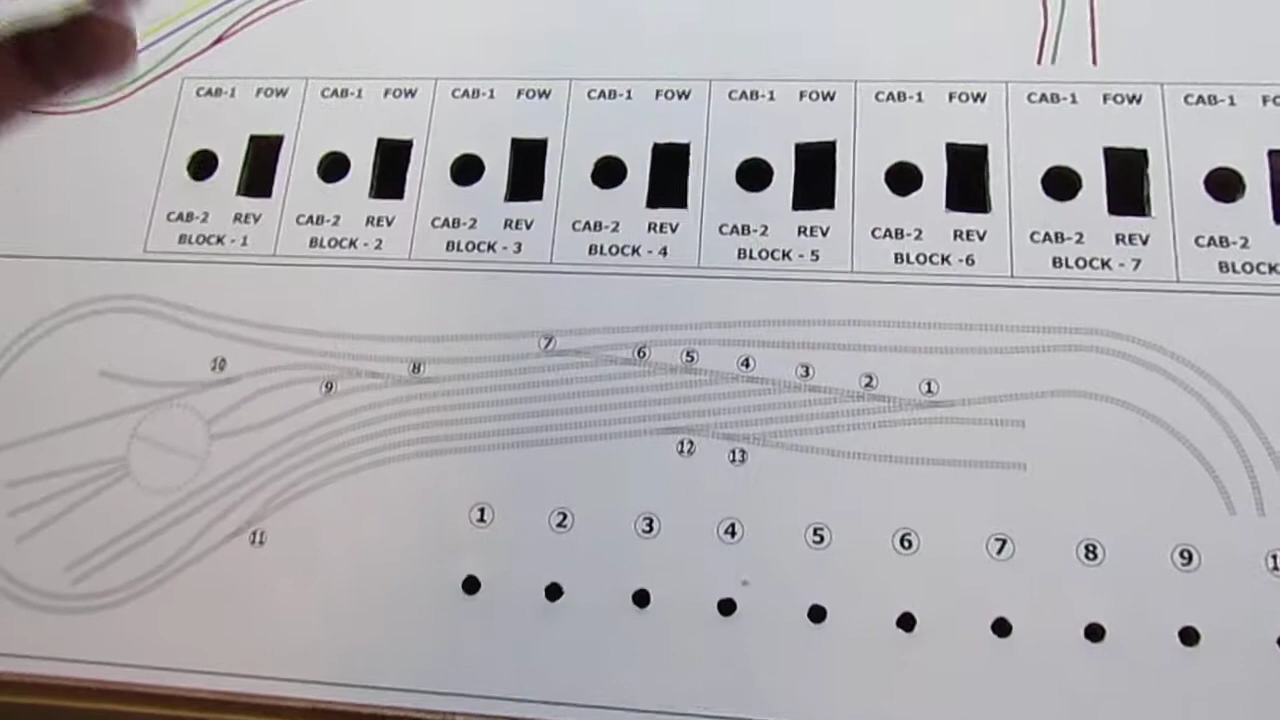 CAB-1 FOW CAB-1 FOW CAB-1 FOW CAB-1 FOW CAB-1 FOW CAB-1 FOW CAB-1 FOW CAB-1
CAB-2 REV CAB-2 REV CAB-2 REV CAB-2 REV CAB-2 REV CAB-2 REV CAB-2 REV CAB-2
BLOCK - 1 BLOCK - 2 BLOCK - 3 BLOCK - 4 BLOCK - 5 BLOCK -6 BLOCK - 7 BLOCK
7 6 5 4 3 2 1
10 9 8
12 13
11
1 2 3 4 5 6 7 8 9